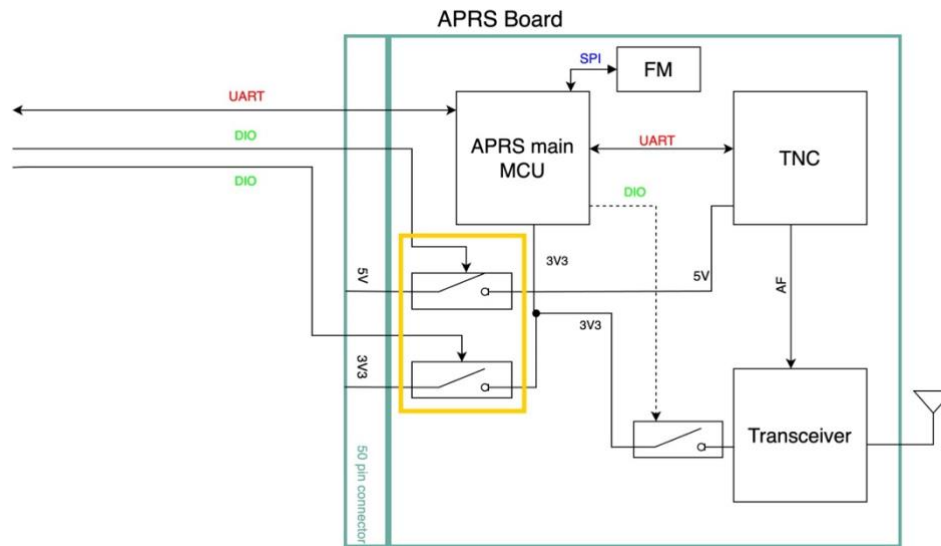 APRS Board
SPI
FM
UART
DIO
DIO
APRS main
MCU
UART
TNC
DIO
5V
3V3
5V
AF
3V3
3V3
Transceiver
50 pin connector